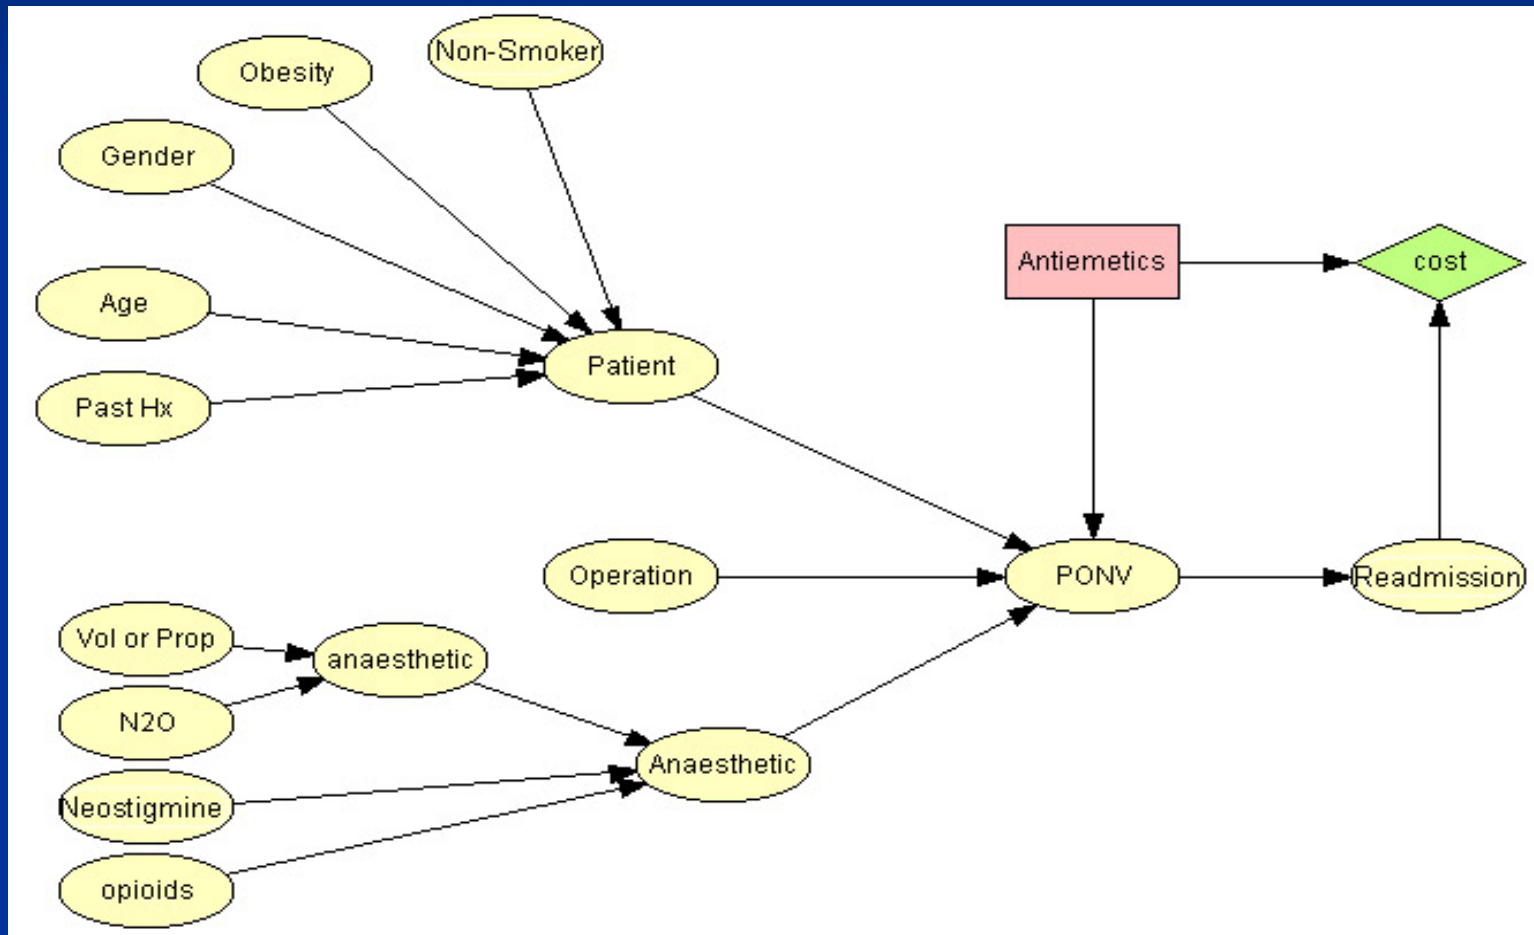 Non-Smoker
Obesity
Gender
Age
Past Hx
Patient
Antiemetics
cost
Operation
PONV
Readmission
Vol or Prop
anaesthetic
N2O
Neostigmine
Anaesthetic
opioids